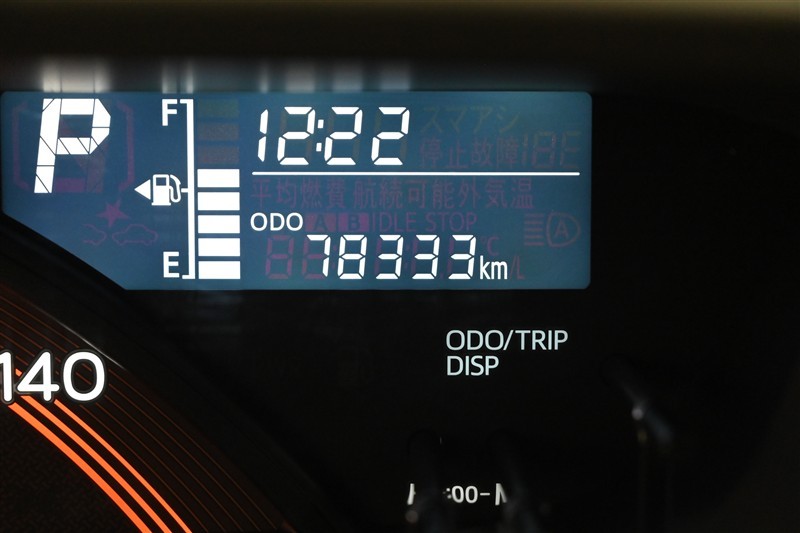 P
F
12:22
スマアシ
停止故障
平均燃費 航続可能外気温
ODO A B IDLE STOP
A
78333km
E
ODO/TRIP
DISP
140
:00-